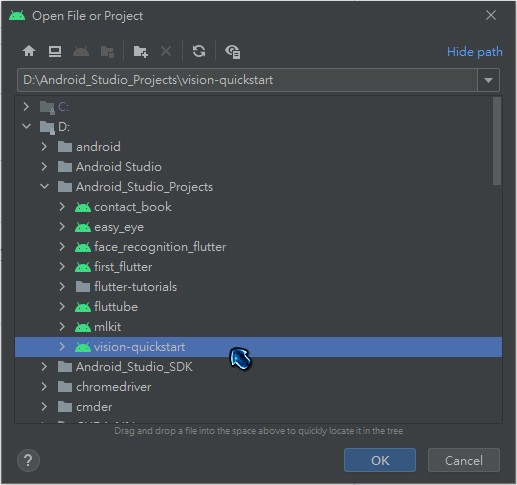 Open File or Project
Hide path
D:\Android_Studio_Projects\vision-quickstart
C:
D:
android
Android Studio
Android_Studio_Projects
contact_book
easy_eye
face_recognition_flutter
first_flutter
flutter-tutorials
fluttube
mlkit
vision-quickstart
Android_Studio_SDK
chromedriver
cmder
Drag and drop a file into the space above to quickly locate it in the tree
?
OK
Cancel